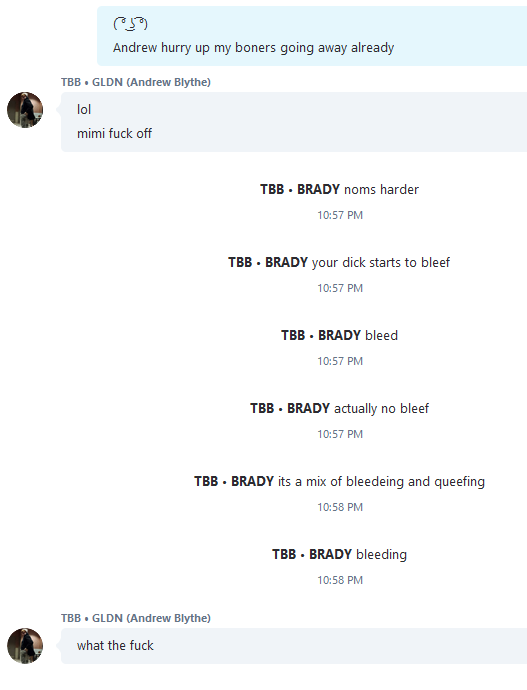 ( ͡° ͜ʖ ͡°)
Andrew hurry up my boners going away already
TBB • GLDN (Andrew Blythe)
lol
mimi fuck off
TBB • BRADY noms harder
10:57 PM
TBB • BRADY your dick starts to bleef
10:57 PM
TBB • BRADY bleed
10:57 PM
TBB • BRADY actually no bleef
10:57 PM
TBB • BRADY its a mix of bleedeing and queefing
10:58 PM
TBB • BRADY bleeding
10:58 PM
TBB • GLDN (Andrew Blythe)
what the fuck